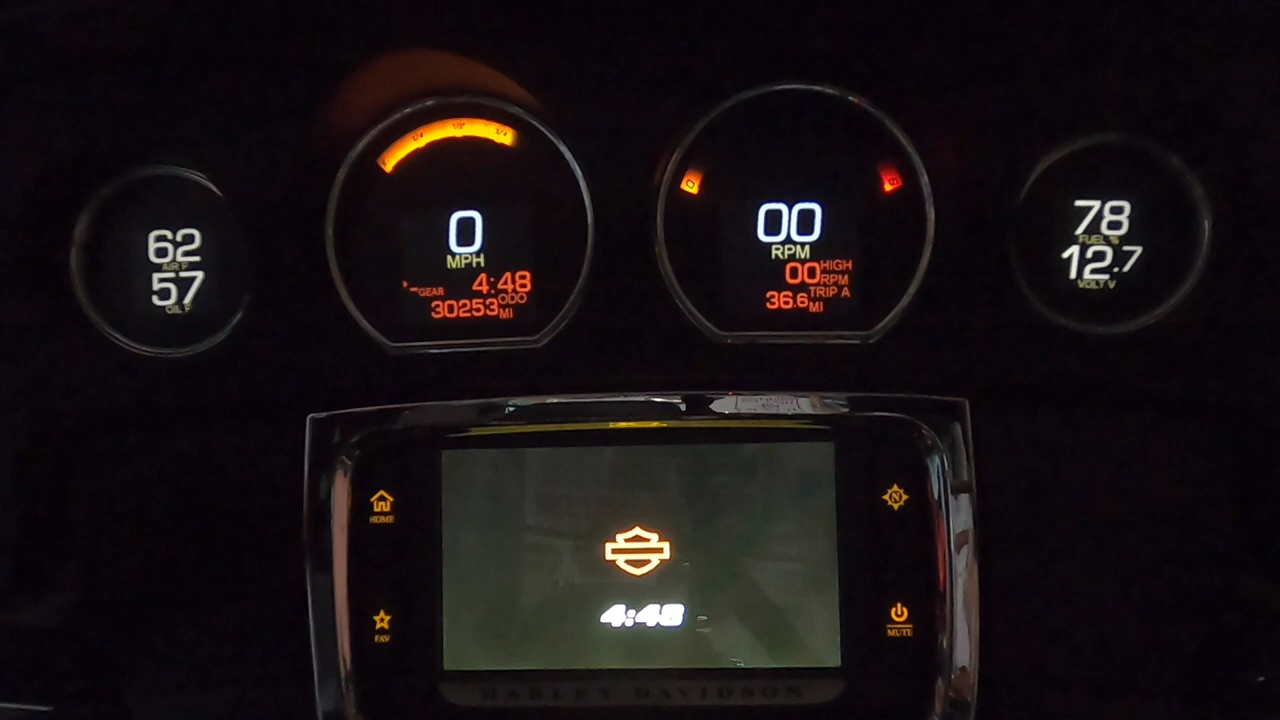 1/4 1/2 3/4
62
AIR F
57
OIL F
0
MPH
4:48
GEAR
ODO
30253 MI
00
RPM
00 HIGH RPM
TRIP A
36.6 MI
78
FUEL %
12.7
VOLT V
HOME
N
FAV
4:48
MUTE
HARLEY-DAVIDSON